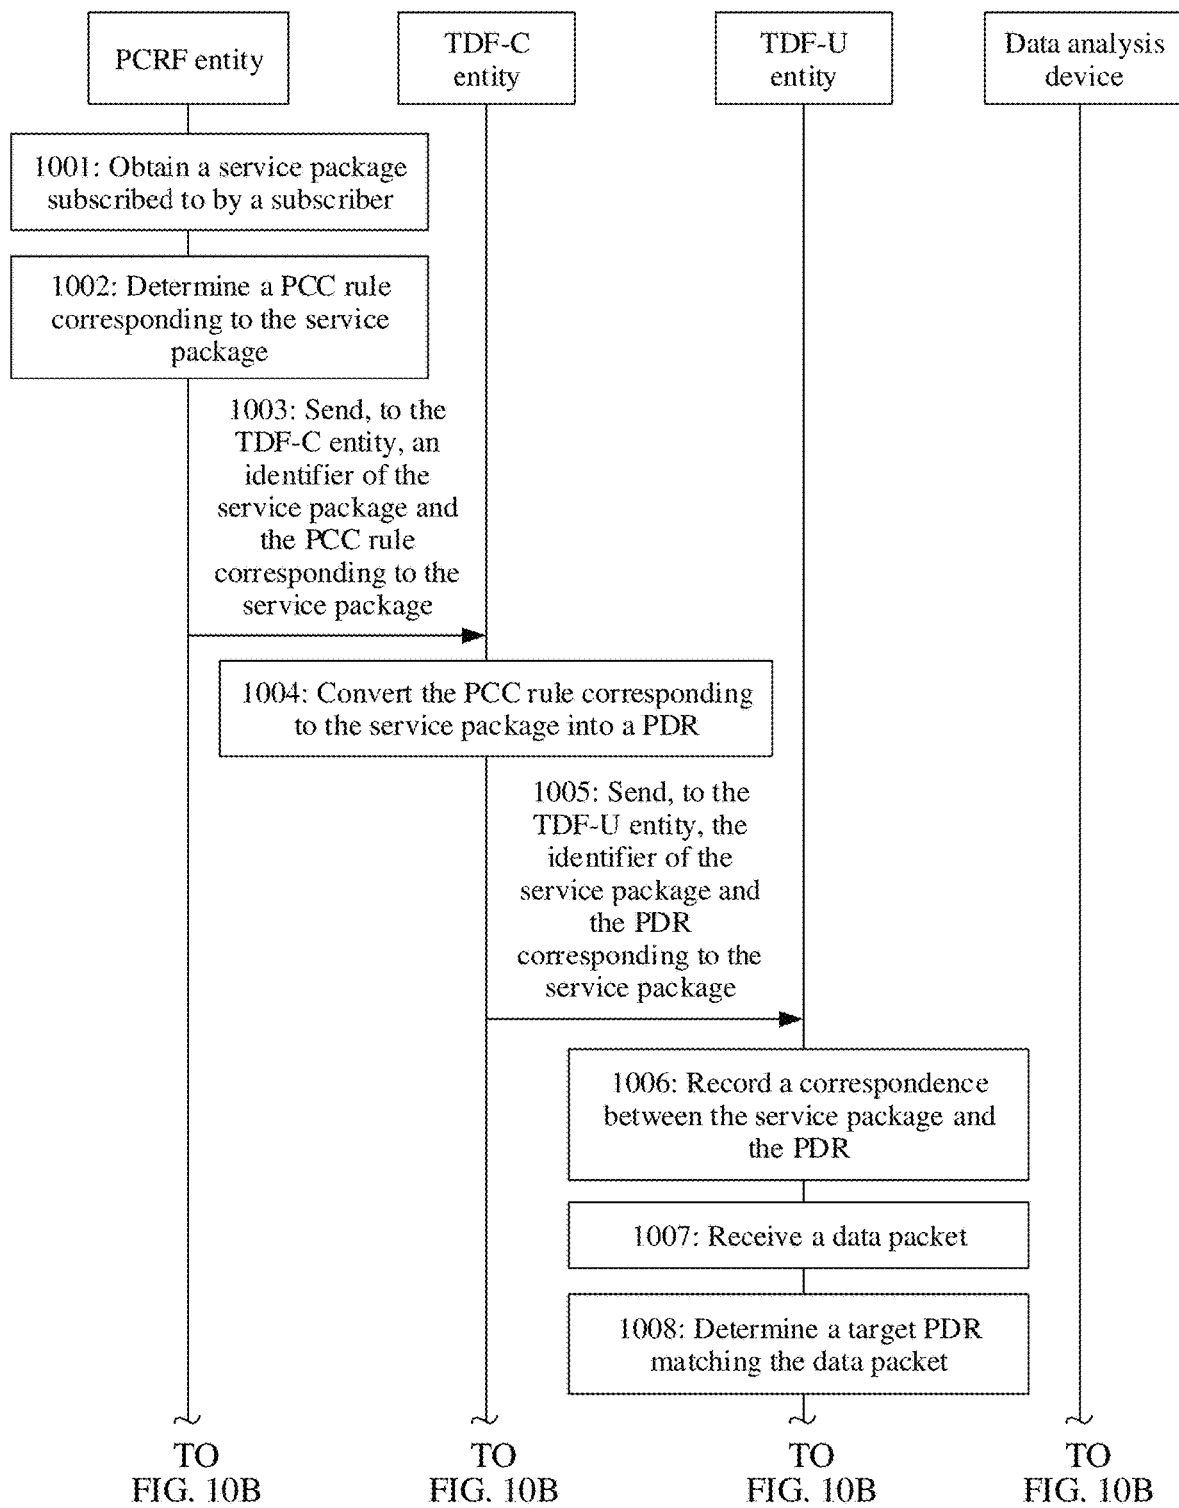 PCRF entity
TDF-C
entity
TDF-U
entity
Data analysis
device
1001: Obtain a service package
subscribed to by a subscriber
1002: Determine a PCC rule
corresponding to the service
package
1003: Send, to the
TDF-C entity, an
identifier of the
service package and
the PCC rule
corresponding to the
service package
1004: Convert the PCC rule corresponding
to the service package into a PDR
1005: Send, to the
TDF-U entity, the
identifier of the
service package and
the PDR
corresponding to the
service package
1006: Record a correspondence
between the service package and
the PDR
1007: Receive a data packet
1008: Determine a target PDR
matching the data packet
TO
FIG. 10B
TO
FIG. 10B
TO
FIG. 10B
TO
FIG. 10B